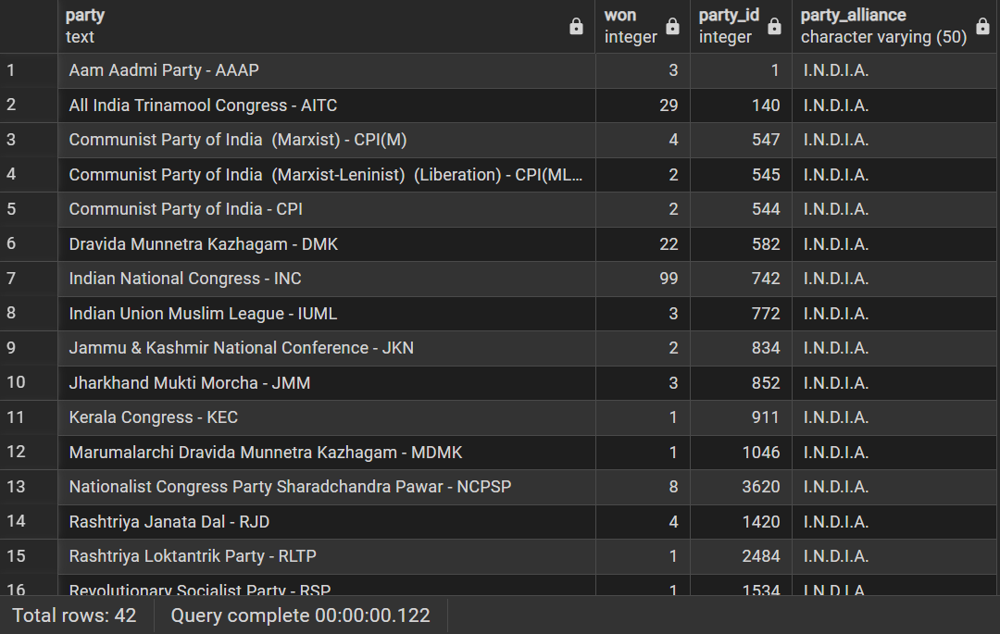 party won party_id party_alliance
text integer integer character varying (50)
1 Aam Aadmi Party - AAAP 3 1 I.N.D.I.A.
2 All India Trinamool Congress - AITC 29 140 I.N.D.I.A.
3 Communist Party of India  (Marxist) - CPI(M) 4 547 I.N.D.I.A.
4 Communist Party of India  (Marxist-Leninist)  (Liberation) - CPI(ML... 2 545 I.N.D.I.A.
5 Communist Party of India - CPI 2 544 I.N.D.I.A.
6 Dravida Munnetra Kazhagam - DMK 22 582 I.N.D.I.A.
7 Indian National Congress - INC 99 742 I.N.D.I.A.
8 Indian Union Muslim League - IUML 3 772 I.N.D.I.A.
9 Jammu & Kashmir National Conference - JKN 2 834 I.N.D.I.A.
10 Jharkhand Mukti Morcha - JMM 3 852 I.N.D.I.A.
11 Kerala Congress - KEC 1 911 I.N.D.I.A.
12 Marumalarchi Dravida Munnetra Kazhagam - MDMK 1 1046 I.N.D.I.A.
13 Nationalist Congress Party Sharadchandra Pawar - NCPSP 8 3620 I.N.D.I.A.
14 Rashtriya Janata Dal - RJD 4 1420 I.N.D.I.A.
15 Rashtriya Loktantrik Party - RLTP 1 2484 I.N.D.I.A.
16 Revolutionary Socialist Party - RSP 1 1534 I.N.D.I.A.
Total rows: 42 Query complete 00:00:00.122